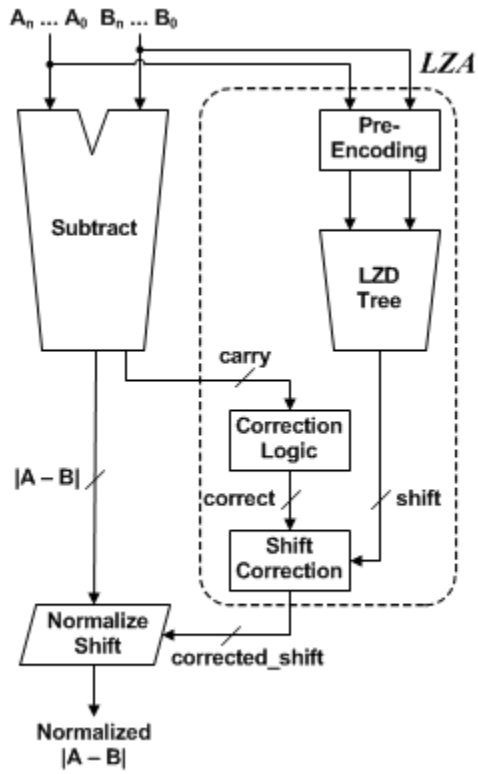 Aₙ ... A₀ Bₙ ... B₀
LZA
Pre-
Encoding
Subtract
LZD
Tree
carry
Correction
Logic
|A – B|
correct
shift
Shift
Correction
Normalize
Shift
corrected_shift
Normalized
|A – B|